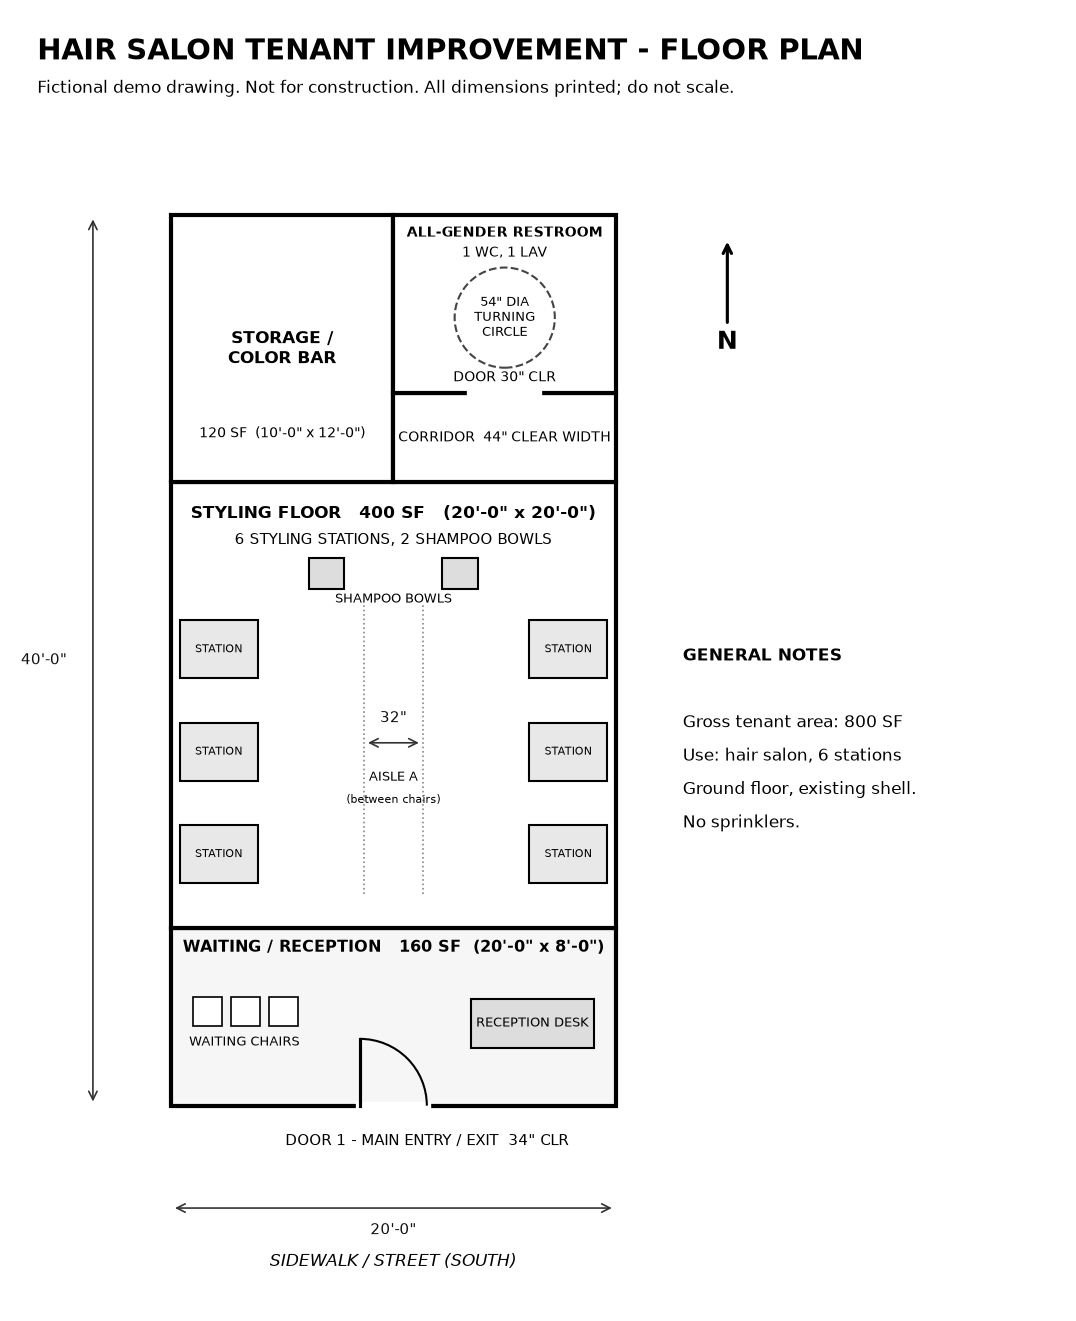 HAIR SALON TENANT IMPROVEMENT - FLOOR PLAN
Fictional demo drawing. Not for construction. All dimensions printed; do not scale.
ALL-GENDER RESTROOM
1 WC, 1 LAV
54" DIA
TURNING
CIRCLE
DOOR 30" CLR
N
STORAGE /
COLOR BAR
120 SF  (10'-0" x 12'-0")
CORRIDOR  44" CLEAR WIDTH
STYLING FLOOR   400 SF   (20'-0" x 20'-0")
6 STYLING STATIONS, 2 SHAMPOO BOWLS
SHAMPOO BOWLS
STATION
STATION
40'-0"
32"
STATION
STATION
AISLE A
(between chairs)
STATION
STATION
GENERAL NOTES
Gross tenant area: 800 SF
Use: hair salon, 6 stations
Ground floor, existing shell.
No sprinklers.
WAITING / RECEPTION   160 SF  (20'-0" x 8'-0")
RECEPTION DESK
WAITING CHAIRS
DOOR 1 - MAIN ENTRY / EXIT  34" CLR
20'-0"
SIDEWALK / STREET (SOUTH)